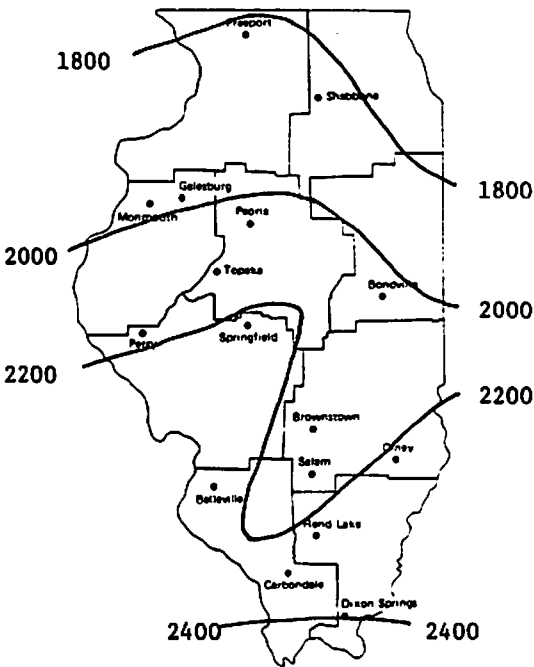 Freeport
1800
Shabbona
1800
Galesburg
Monmouth
Peoria
2000
Topeka
Bondville
2000
Perry
Springfield
2200
2200
Brownstown
Olney
Salem
Belleville
Rend Lake
Carbondale
Dixon Springs
2400
2400